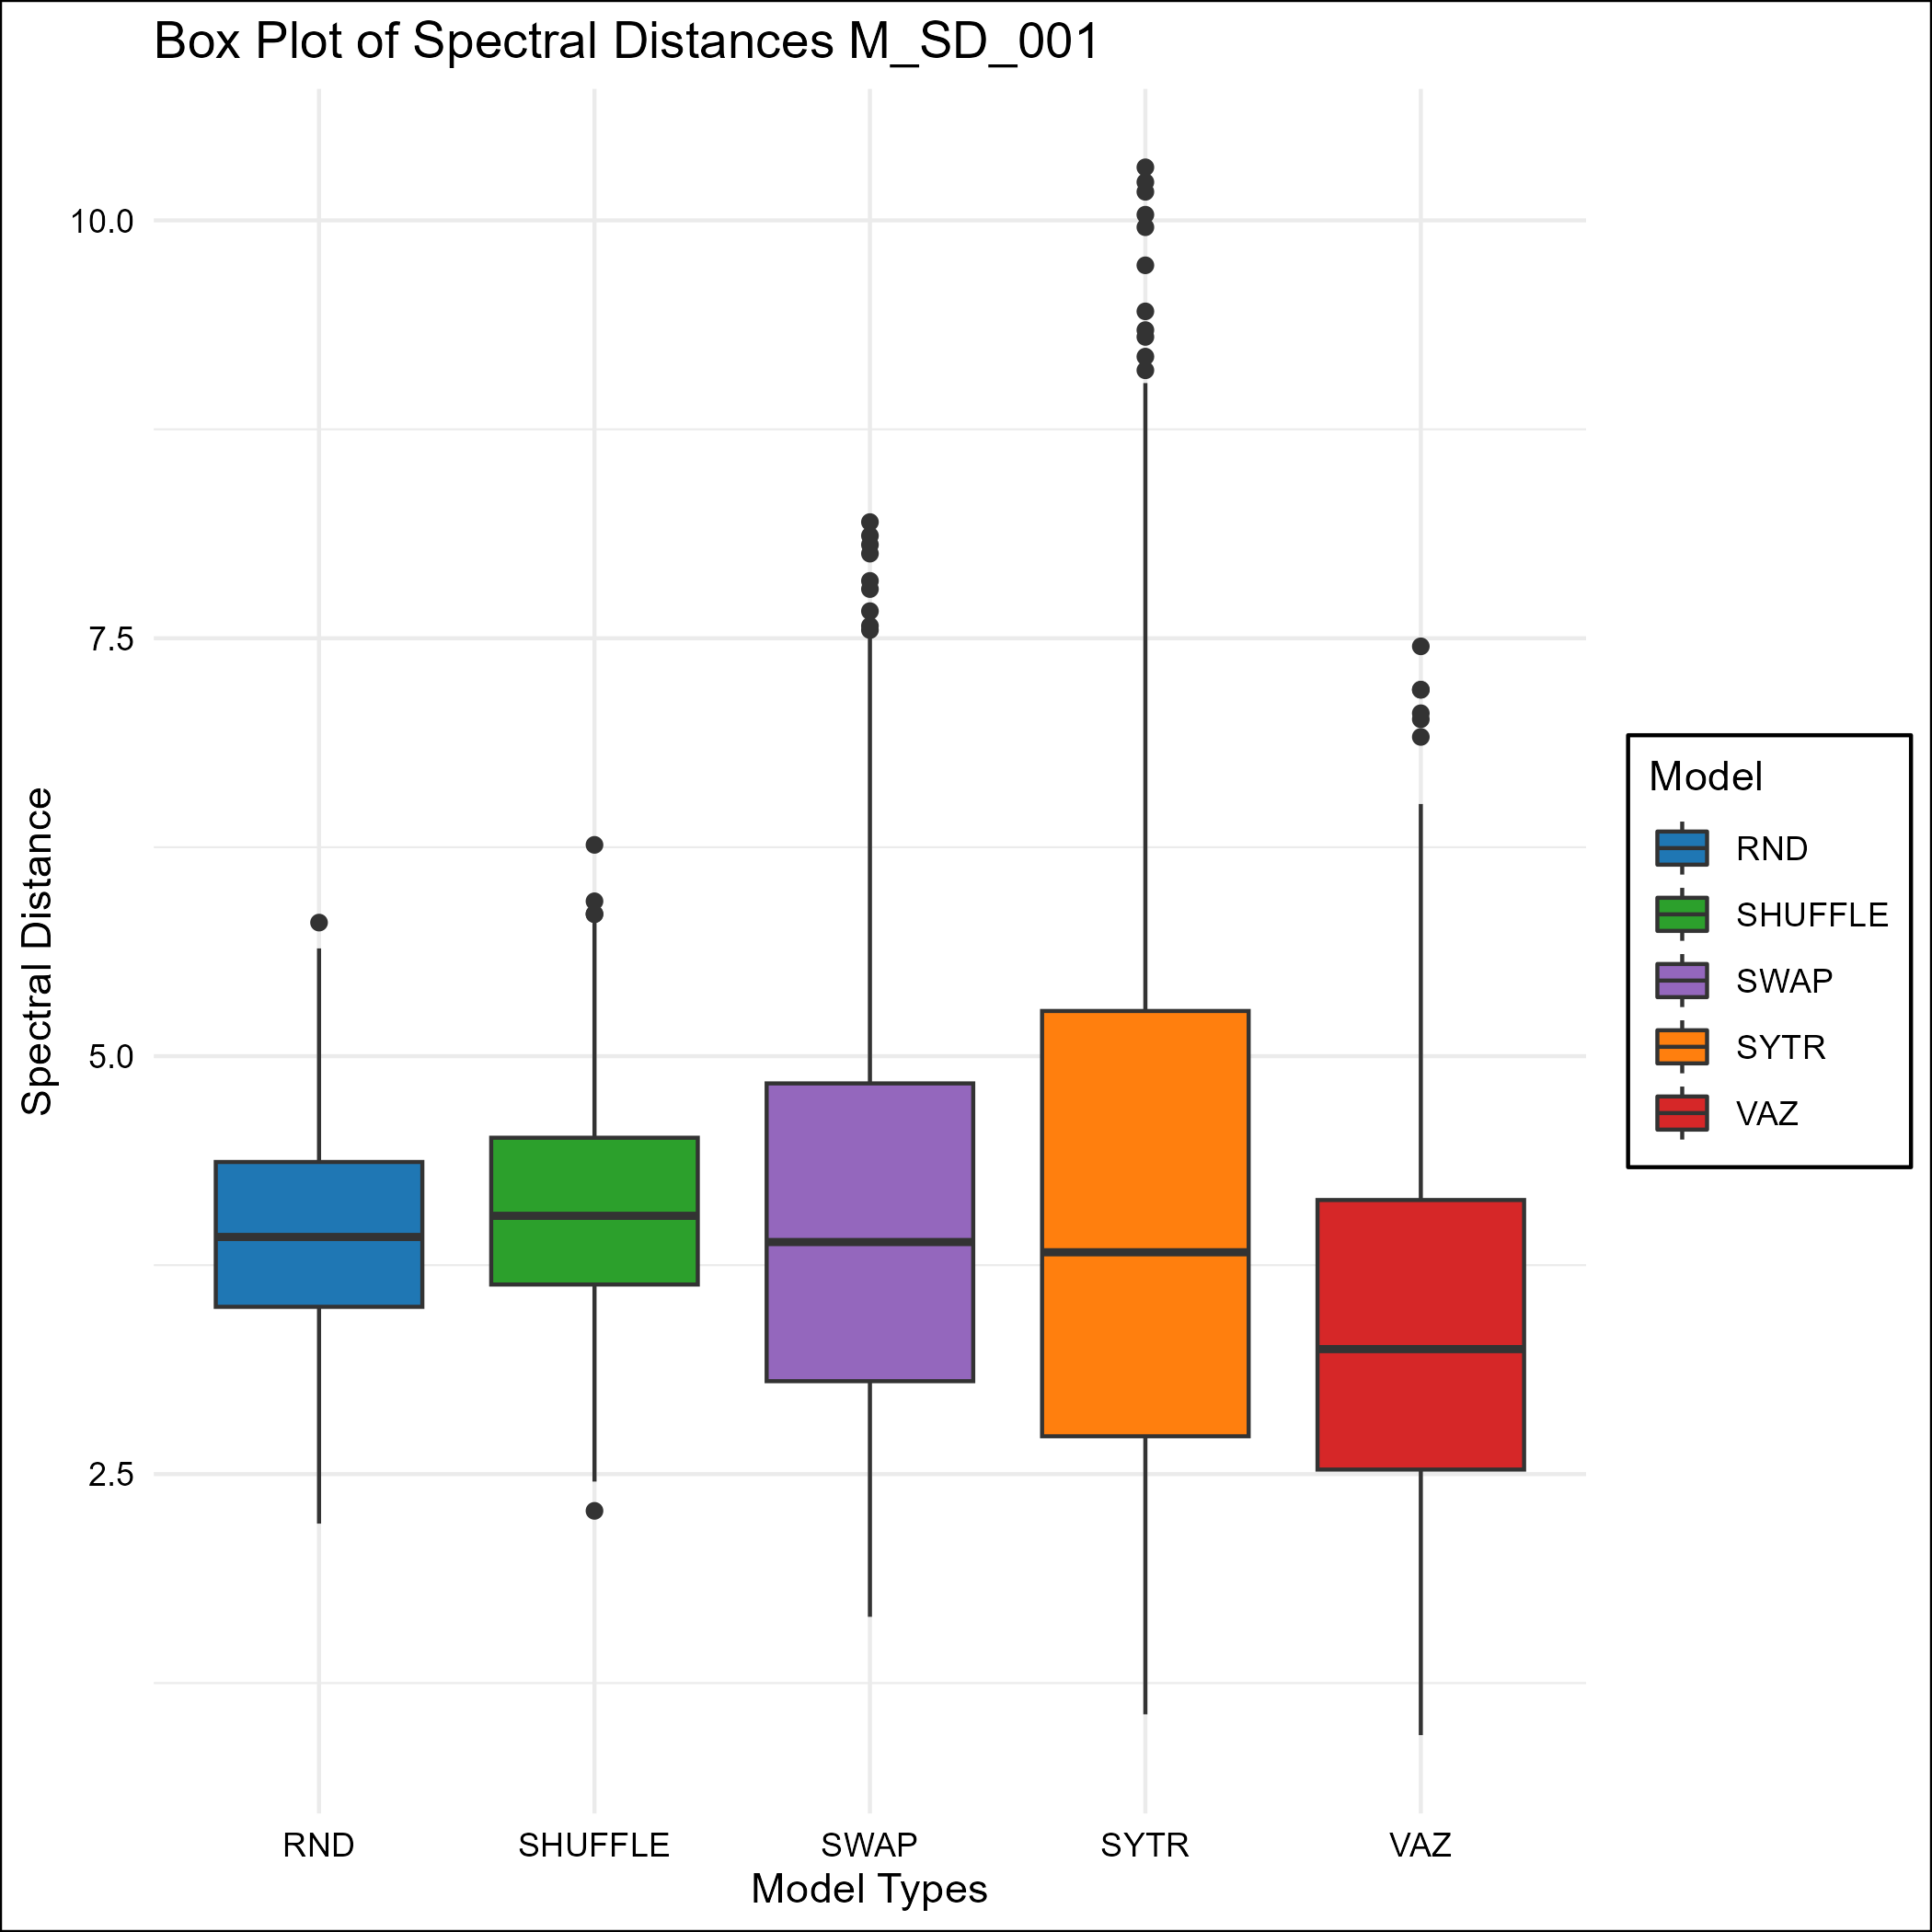 Box Plot of Spectral Distances M_SD_001
10.0
7.5
5.0
2.5
Spectral Distance
RND
SHUFFLE
SWAP
SYTR
VAZ
Model Types
Model
RND
SHUFFLE
SWAP
SYTR
VAZ